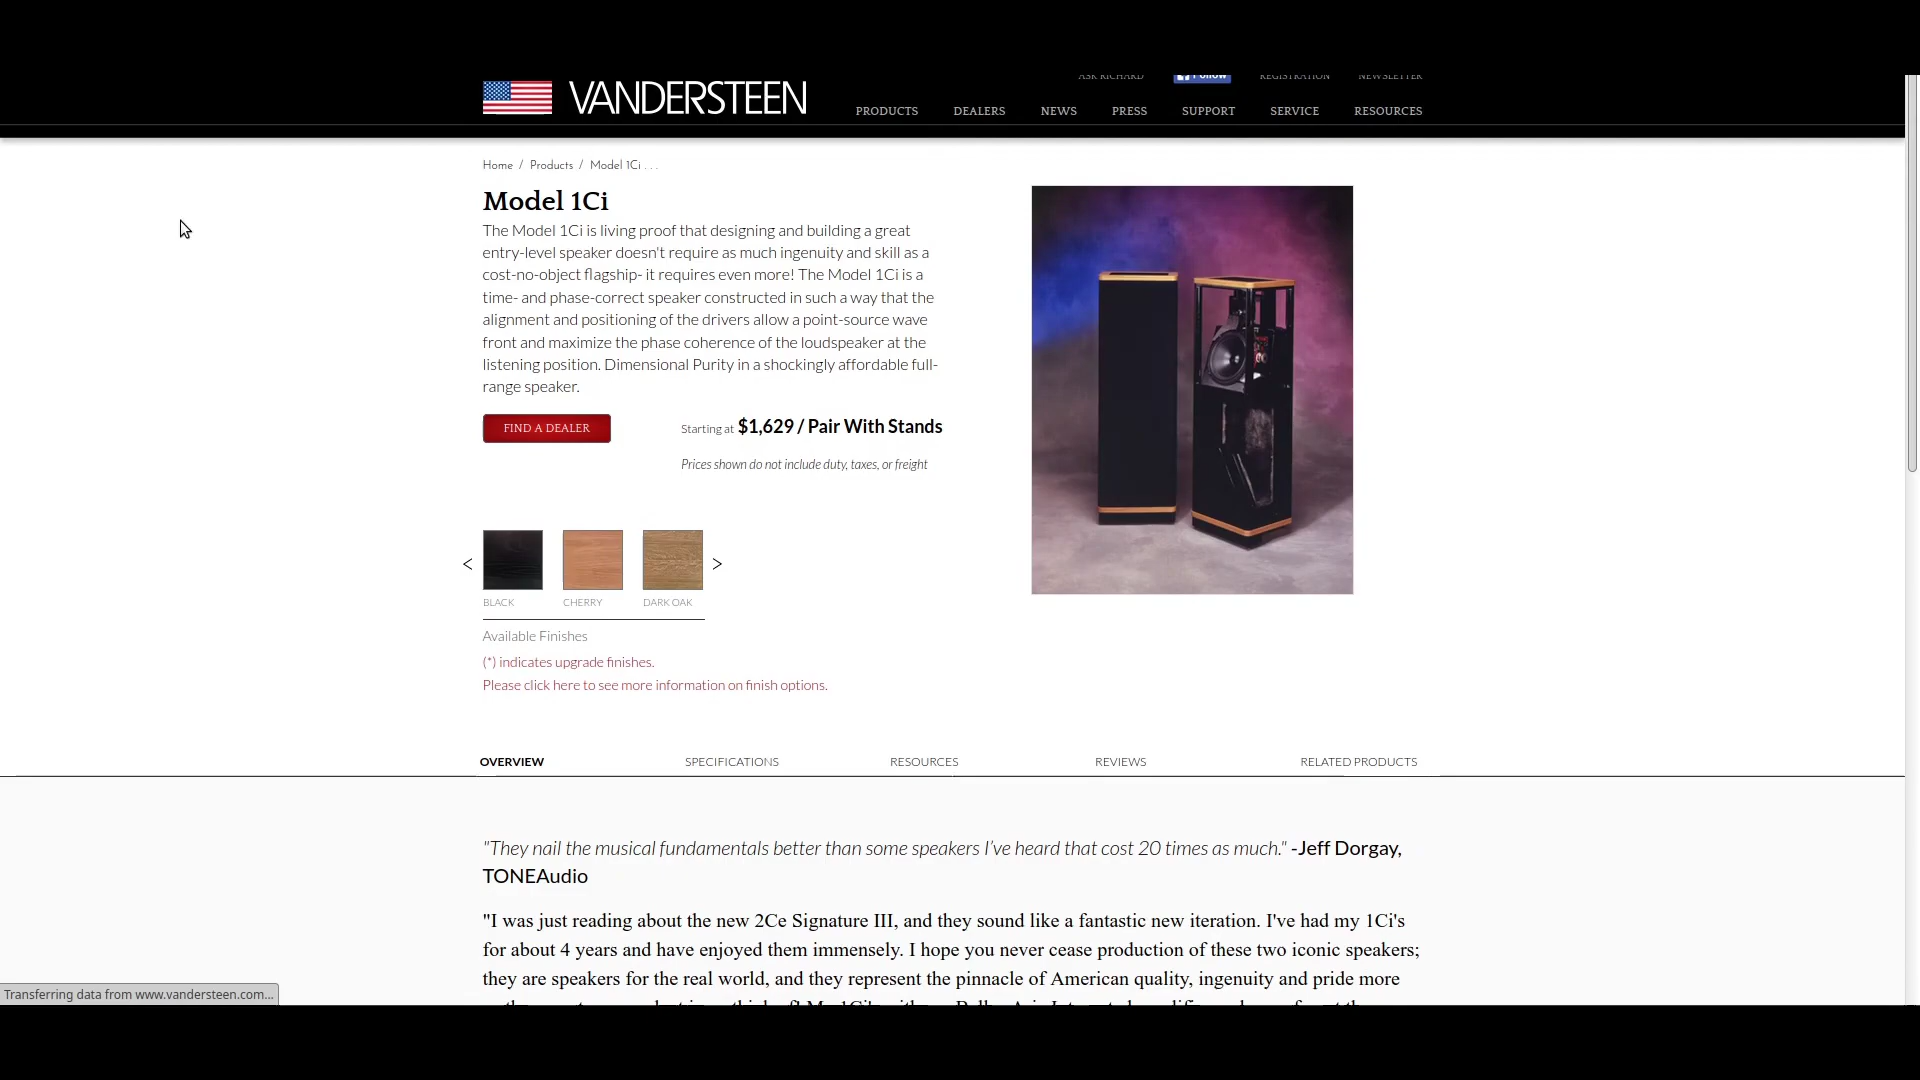 ASK RICHARD Follow REGISTRATION NEWSLETTER
VANDERSTEEN
PRODUCTS DEALERS NEWS PRESS SUPPORT SERVICE RESOURCES
Home / Products / Model 1Ci . . .
Model 1Ci
The Model 1Ci is living proof that designing and building a great
entry-level speaker doesn't require as much ingenuity and skill as a
cost-no-object flagship- it requires even more! The Model 1Ci is a
time- and phase-correct speaker constructed in such a way that the
alignment and positioning of the drivers allow a point-source wave
front and maximize the phase coherence of the loudspeaker at the
listening position. Dimensional Purity in a shockingly affordable full-
range speaker.
FIND A DEALER
Starting at $1,629 / Pair With Stands
Prices shown do not include duty, taxes, or freight
< >
BLACK CHERRY DARK OAK
Available Finishes
(*) indicates upgrade finishes.
Please click here to see more information on finish options.
OVERVIEW SPECIFICATIONS RESOURCES REVIEWS RELATED PRODUCTS
"They nail the musical fundamentals better than some speakers I've heard that cost 20 times as much." -Jeff Dorgay,
TONEAudio
"I was just reading about the new 2Ce Signature III, and they sound like a fantastic new iteration. I've had my 1Ci's
for about 4 years and have enjoyed them immensely. I hope you never cease production of these two iconic speakers;
they are speakers for the real world, and they represent the pinnacle of American quality, ingenuity and pride more
Transferring data from www.vandersteen.com...